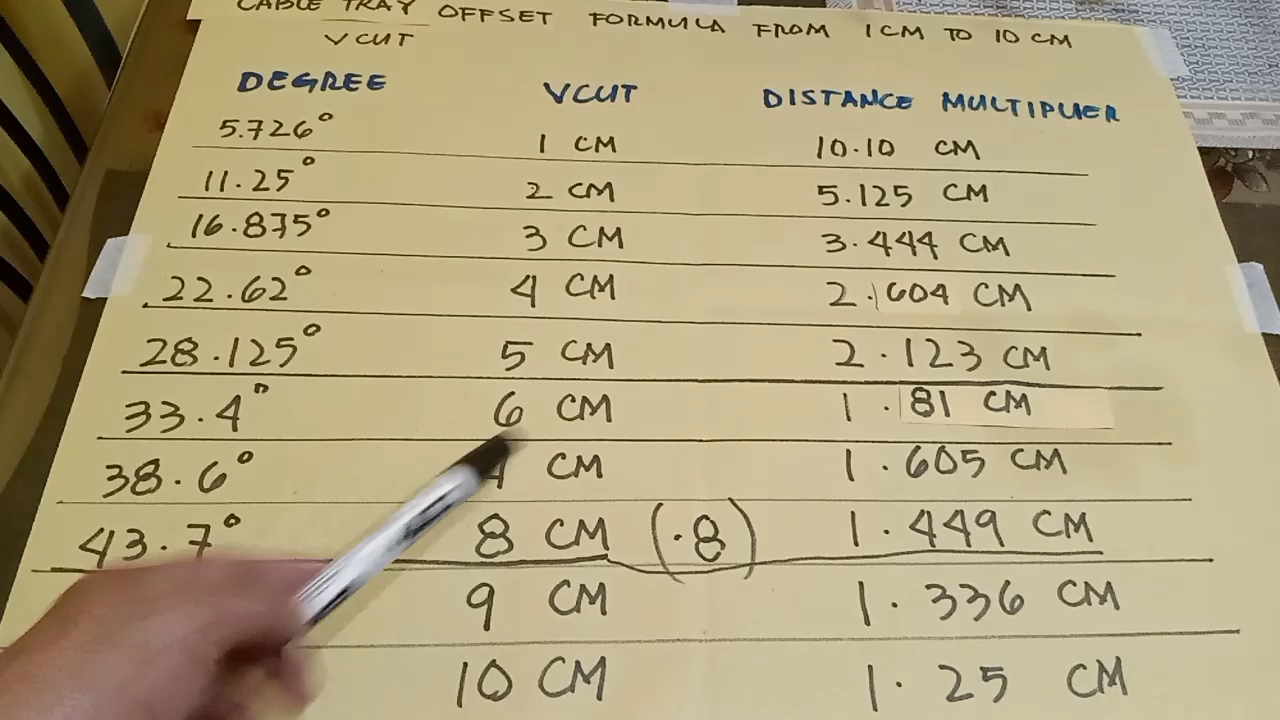 CABLE TRAY OFFSET FORMULA FROM 1CM TO 10 CM
VCUT
DEGREE VCUT DISTANCE MULTIPLIER
5.726° 1 CM 10.10 CM
11.25° 2 CM 5.125 CM
16.875° 3 CM 3.444 CM
22.62° 4 CM 2.604 CM
28.125° 5 CM 2.123 CM
33.4° 6 CM 1.81 CM
38.6° CM 1.605 CM
43.7° 8 CM (.8) 1.449 CM
9 CM 1.336 CM
10 CM 1.25 CM